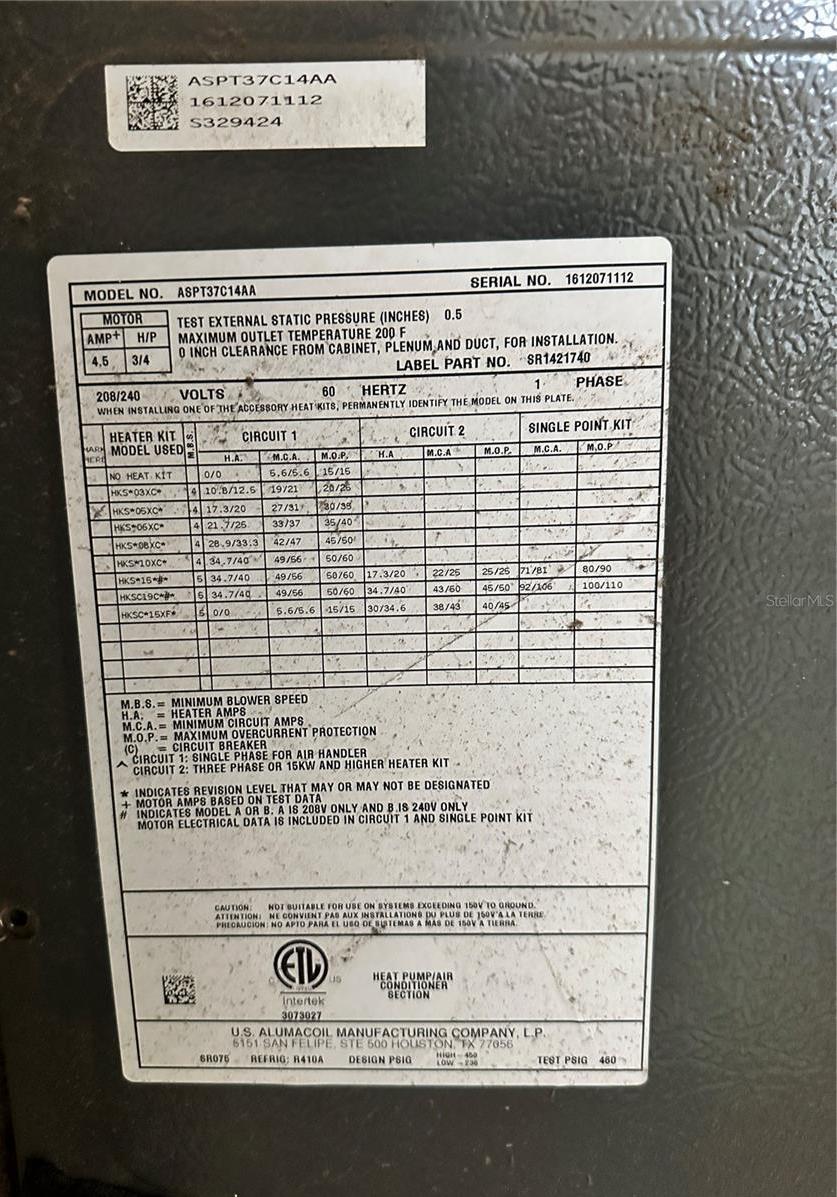 ASPT37C14AA
1612071112
S329424
MODEL NO. ASPT37C14AA SERIAL NO. 1612071112
MOTOR
AMP+ H/P
4.5 3/4
TEST EXTERNAL STATIC PRESSURE (INCHES) 0.5
MAXIMUM OUTLET TEMPERATURE 200 F
0 INCH CLEARANCE FROM CABINET, PLENUM AND DUCT, FOR INSTALLATION.
LABEL PART NO. SR1421740
208/240 VOLTS 60 HERTZ 1 PHASE
WHEN INSTALLING ONE OF THE ACCESSORY HEAT KITS, PERMANENTLY IDENTIFY THE MODEL ON THIS PLATE.
MARK HERE HEATER KIT MODEL USED M.B.S. CIRCUIT 1 CIRCUIT 2 SINGLE POINT KIT
H.A. M.C.A. M.O.P. H.A M.C.A M.O.P. M.C.A. M.O.P
NO HEAT KIT 0/0 5.6/5.6 15/15
HKS*03XC* 4 10.8/12.5 19/21 20/25
HKS*05XC* 4 17.3/20 27/31 30/35
HKS*06XC* 4 21.7/25 33/37 35/40
HKS*08XC* 4 28.9/33.3 42/47 45/50
HKS*10XC* 4 34.7/40 49/56 50/60
HKS*15*#* 5 34.7/40 49/56 50/60 17.3/20 22/25 25/25 71/81 80/90
HKSC19C*#* 5 34.7/40 49/56 50/60 34.7/40 43/50 45/50 92/106 100/110
HKSC*15XF* 5 0/0 5.6/5.6 15/15 30/34.6 38/43 40/45
M.B.S.= MINIMUM BLOWER SPEED
H.A. = HEATER AMPS
M.C.A.= MINIMUM CIRCUIT AMPS
M.O.P.= MAXIMUM OVERCURRENT PROTECTION
(C) = CIRCUIT BREAKER
^ CIRCUIT 1: SINGLE PHASE FOR AIR HANDLER
CIRCUIT 2: THREE PHASE OR 15KW AND HIGHER HEATER KIT
* INDICATES REVISION LEVEL THAT MAY OR MAY NOT BE DESIGNATED
+ MOTOR AMPS BASED ON TEST DATA
# INDICATES MODEL A OR B. A IS 208V ONLY AND B IS 240V ONLY
MOTOR ELECTRICAL DATA IS INCLUDED IN CIRCUIT 1 AND SINGLE POINT KIT
CAUTION: NOT SUITABLE FOR USE ON SYSTEMS EXCEEDING 150V TO GROUND.
ATTENTION: NE CONVIENT PAS AUX INSTALLATIONS DU PLUS DE 150V A LA TERRE.
PRECAUCION: NO APTO PARA EL USO DE SISTEMAS A MAS DE 150V A TIERRA.
ETL
C US
Intertek
3073027
HEAT PUMP/AIR
CONDITIONER
SECTION
U.S. ALUMACOIL MANUFACTURING COMPANY, L.P.
5151 SAN FELIPE, STE 500 HOUSTON, TX 77056
SR075 REFRIG: R410A DESIGN PSIG HIGH - 450 LOW - 236 TEST PSIG 450
StellarMLS